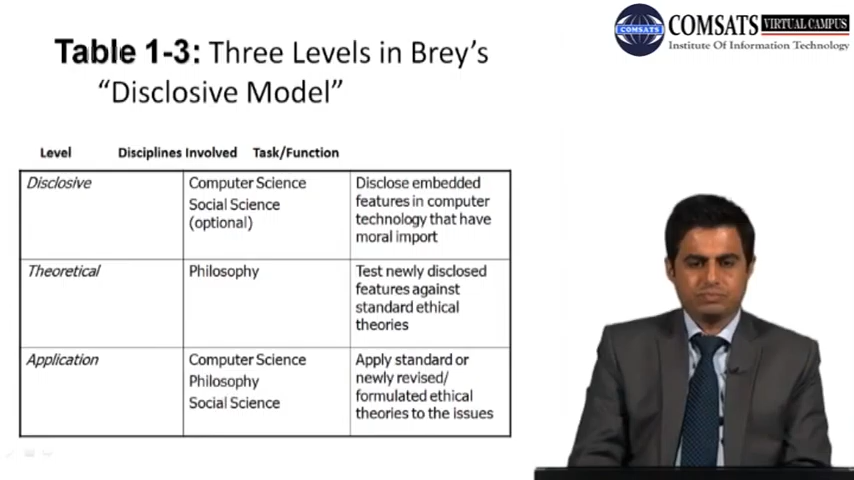 Table 1-3: Three Levels in Brey's
"Disclosive Model"
COMSATS VIRTUAL CAMPUS
Institute Of Information Technology
COMSATS
Level Disciplines Involved Task/Function
Disclosive
Computer Science
Social Science
(optional)
Disclose embedded
features in computer
technology that have
moral import
Theoretical
Philosophy
Test newly disclosed
features against
standard ethical
theories
Application
Computer Science
Philosophy
Social Science
Apply standard or
newly revised/
formulated ethical
theories to the issues